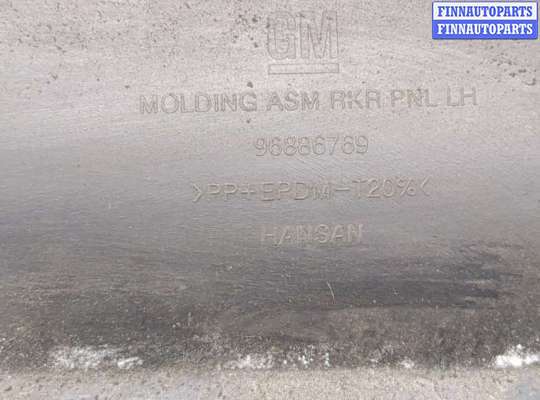 FINNAUTOPARTS
FINNAUTOPARTS
GM
MOLDING ASM RKR PNL LH
96886769
>PP+EPDM-T20%<
HANSAN